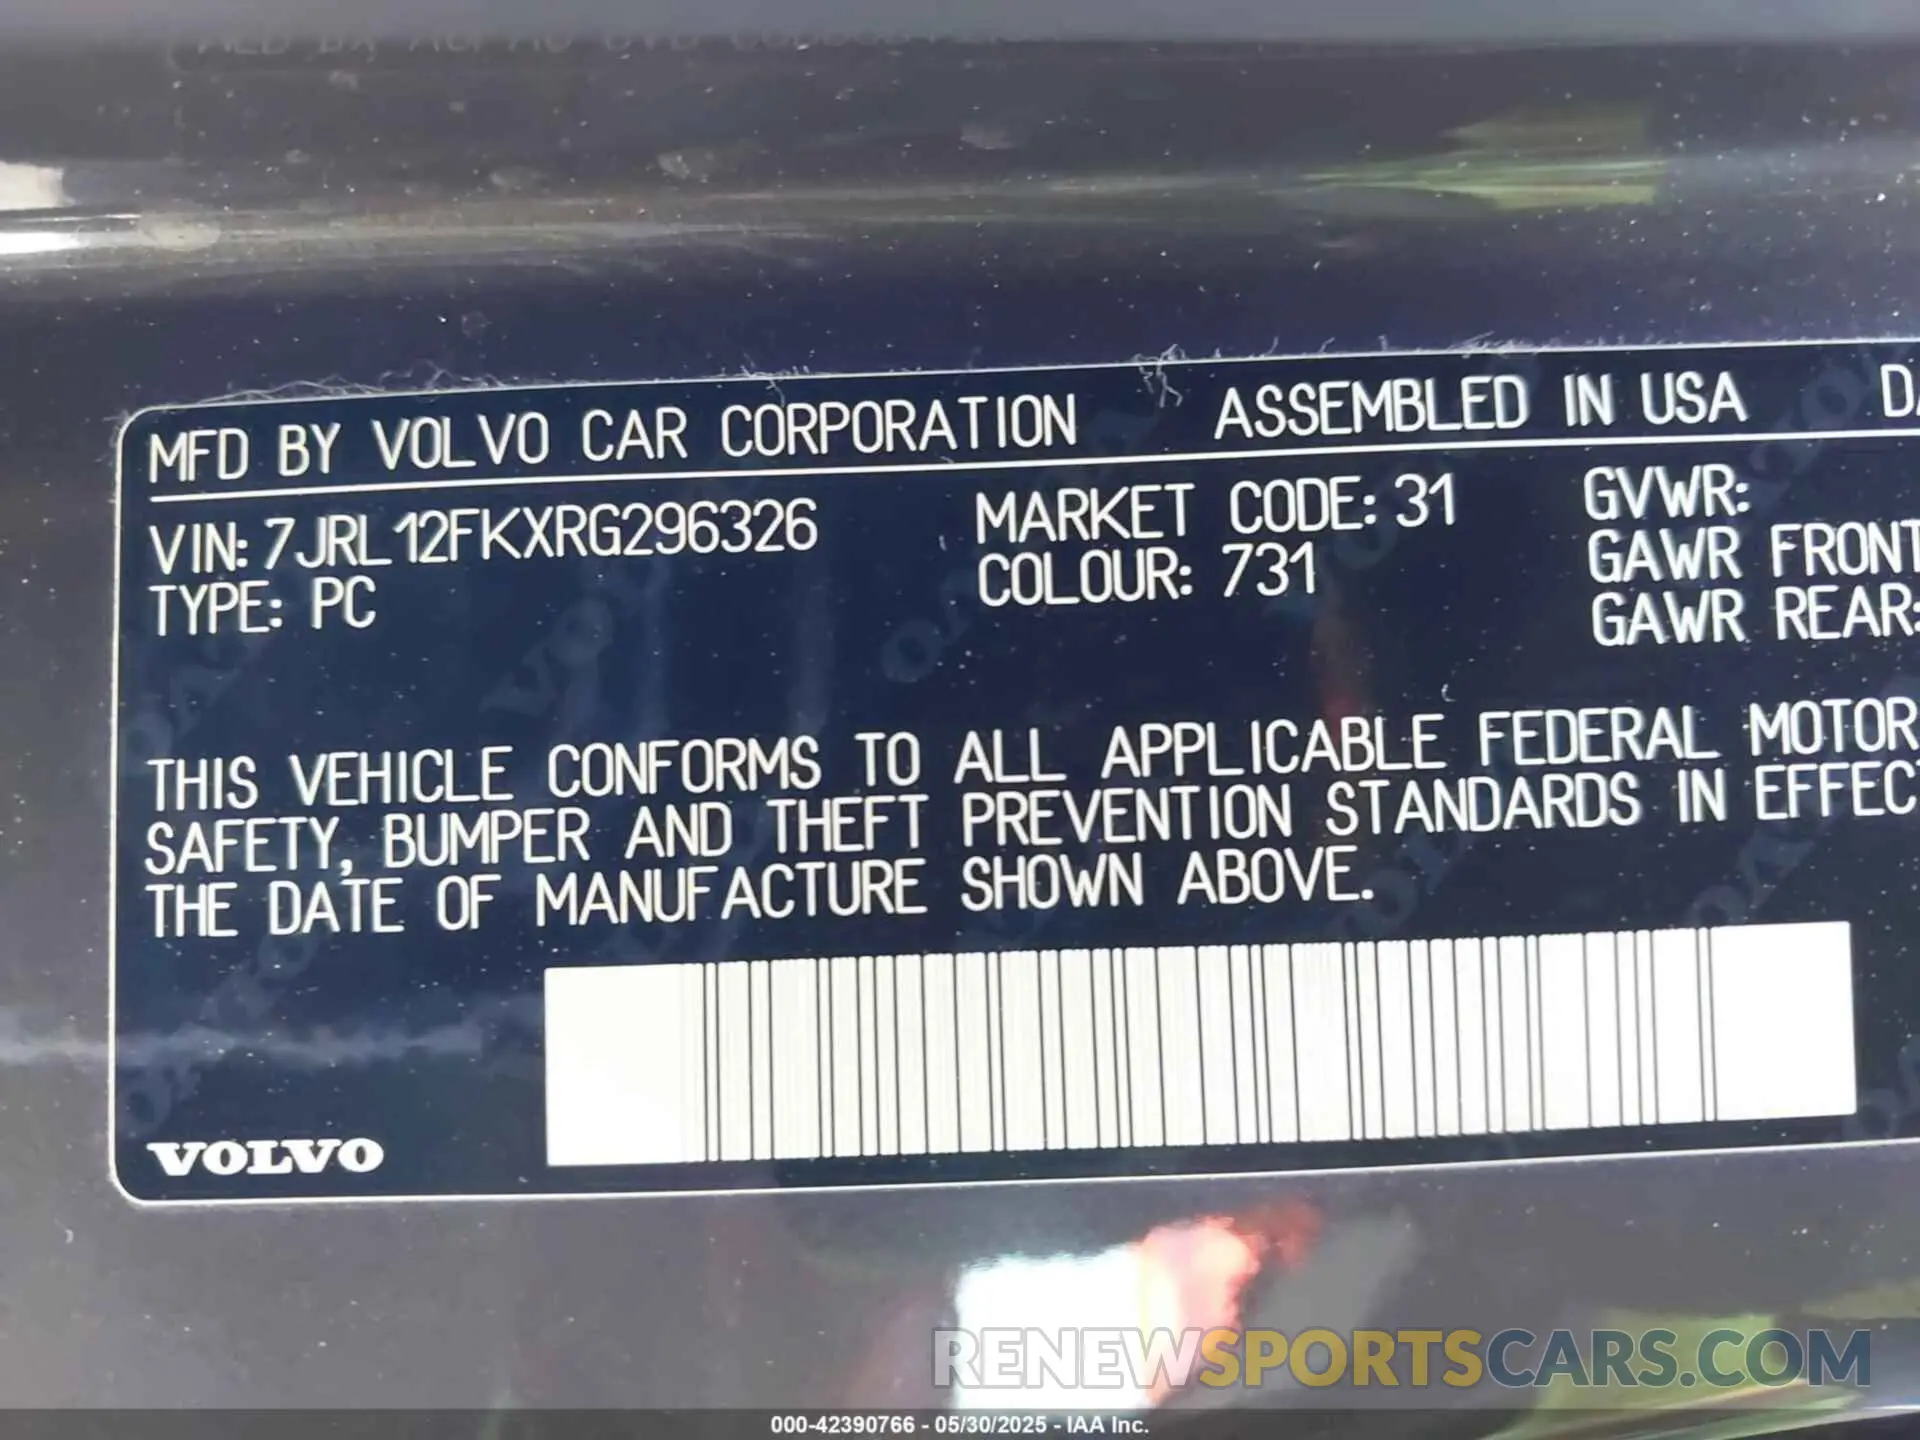 MFD BY VOLVO CAR CORPORATION ASSEMBLED IN USA
VIN: 7JRL12FKXRG296326 MARKET CODE: 31 GVWR:
TYPE: PC COLOUR: 731 GAWR FRONT
GAWR REAR:
THIS VEHICLE CONFORMS TO ALL APPLICABLE FEDERAL MOTOR
SAFETY, BUMPER AND THEFT PREVENTION STANDARDS IN EFFECT
THE DATE OF MANUFACTURE SHOWN ABOVE.
VOLVO
RENEWSPORTSCARS.COM
000-42390766 - 05/30/2025 - IAA Inc.